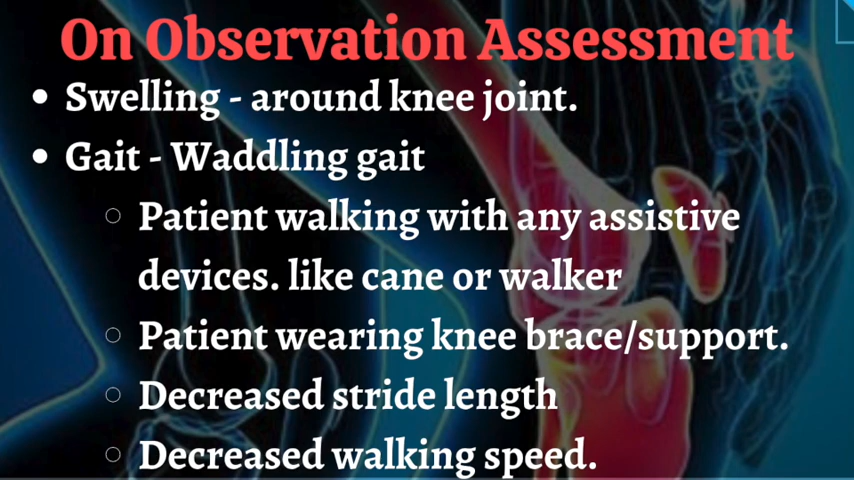 On Observation Assessment
• Swelling - around knee joint.
• Gait - Waddling gait
○ Patient walking with any assistive
devices. like cane or walker
○ Patient wearing knee brace/support.
○ Decreased stride length
○ Decreased walking speed.